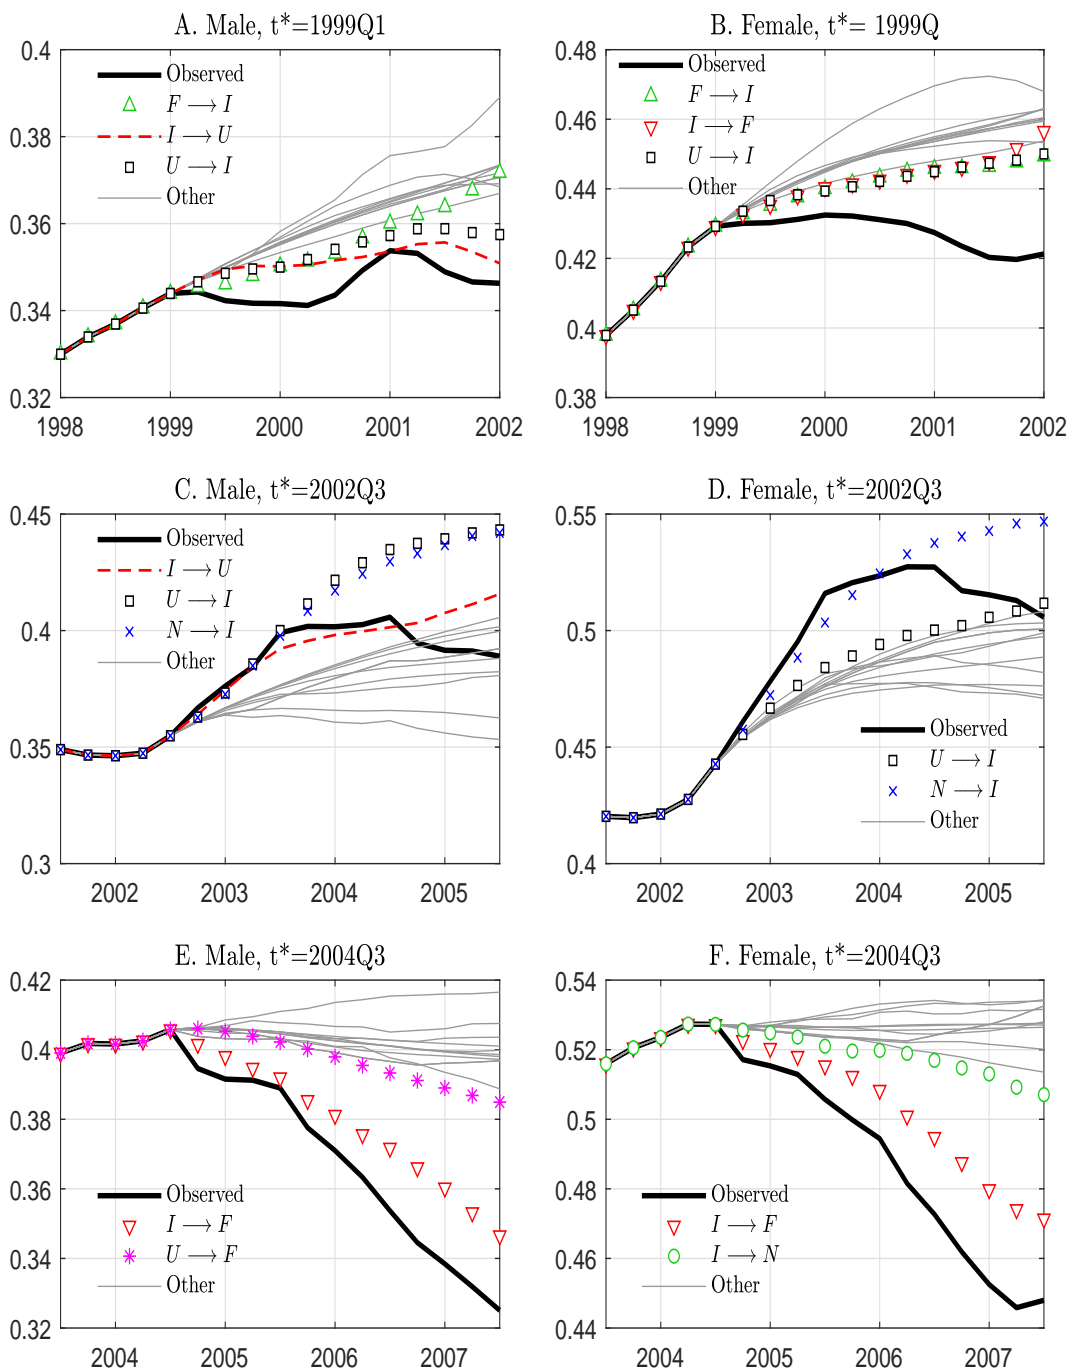 A. Male, t*=1999Q1
0.4
0.38
0.36
0.34
0.32
Observed
F ⟶ I
I ⟶ U
U ⟶ I
Other
1998 1999 2000 2001 2002
B. Female, t*= 1999Q
0.48
0.46
0.44
0.42
0.4
0.38
Observed
F ⟶ I
I ⟶ F
U ⟶ I
Other
1998 1999 2000 2001 2002
C. Male, t*=2002Q3
0.45
0.4
0.35
0.3
Observed
I ⟶ U
U ⟶ I
N ⟶ I
Other
2002 2003 2004 2005
D. Female, t*=2002Q3
0.55
0.5
0.45
0.4
Observed
U ⟶ I
N ⟶ I
Other
2002 2003 2004 2005
E. Male, t*=2004Q3
0.42
0.4
0.38
0.36
0.34
0.32
Observed
I ⟶ F
U ⟶ F
Other
2004 2005 2006 2007
F. Female, t*=2004Q3
0.54
0.52
0.5
0.48
0.46
0.44
Observed
I ⟶ F
I ⟶ N
Other
2004 2005 2006 2007